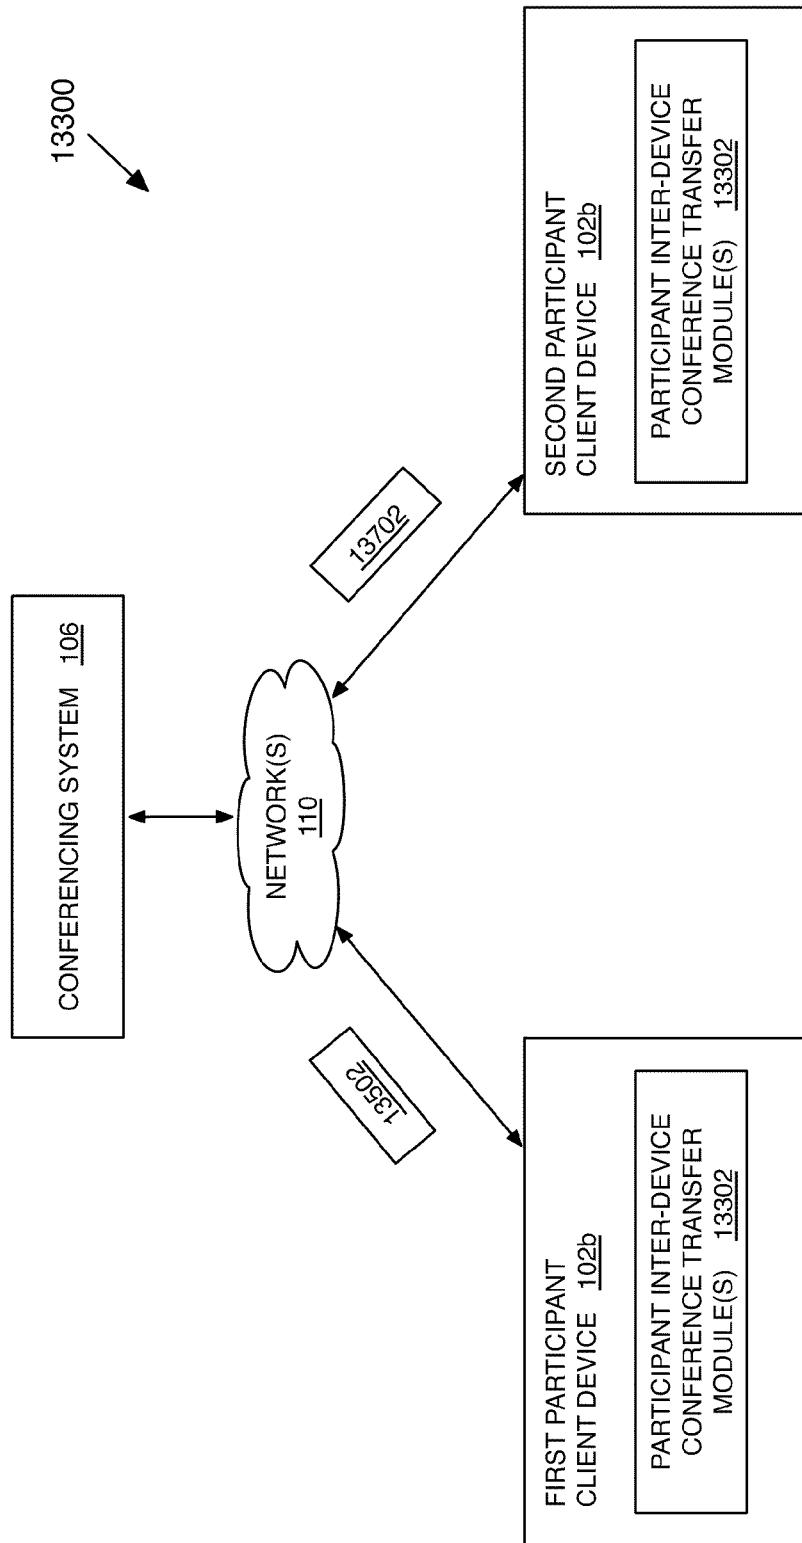 13300
CONFERENCING SYSTEM 106
NETWORK(S)
110
13502
13702
FIRST PARTICIPANT
CLIENT DEVICE 102b
PARTICIPANT INTER-DEVICE
CONFERENCE TRANSFER
MODULE(S) 13302
SECOND PARTICIPANT
CLIENT DEVICE 102b
PARTICIPANT INTER-DEVICE
CONFERENCE TRANSFER
MODULE(S) 13302